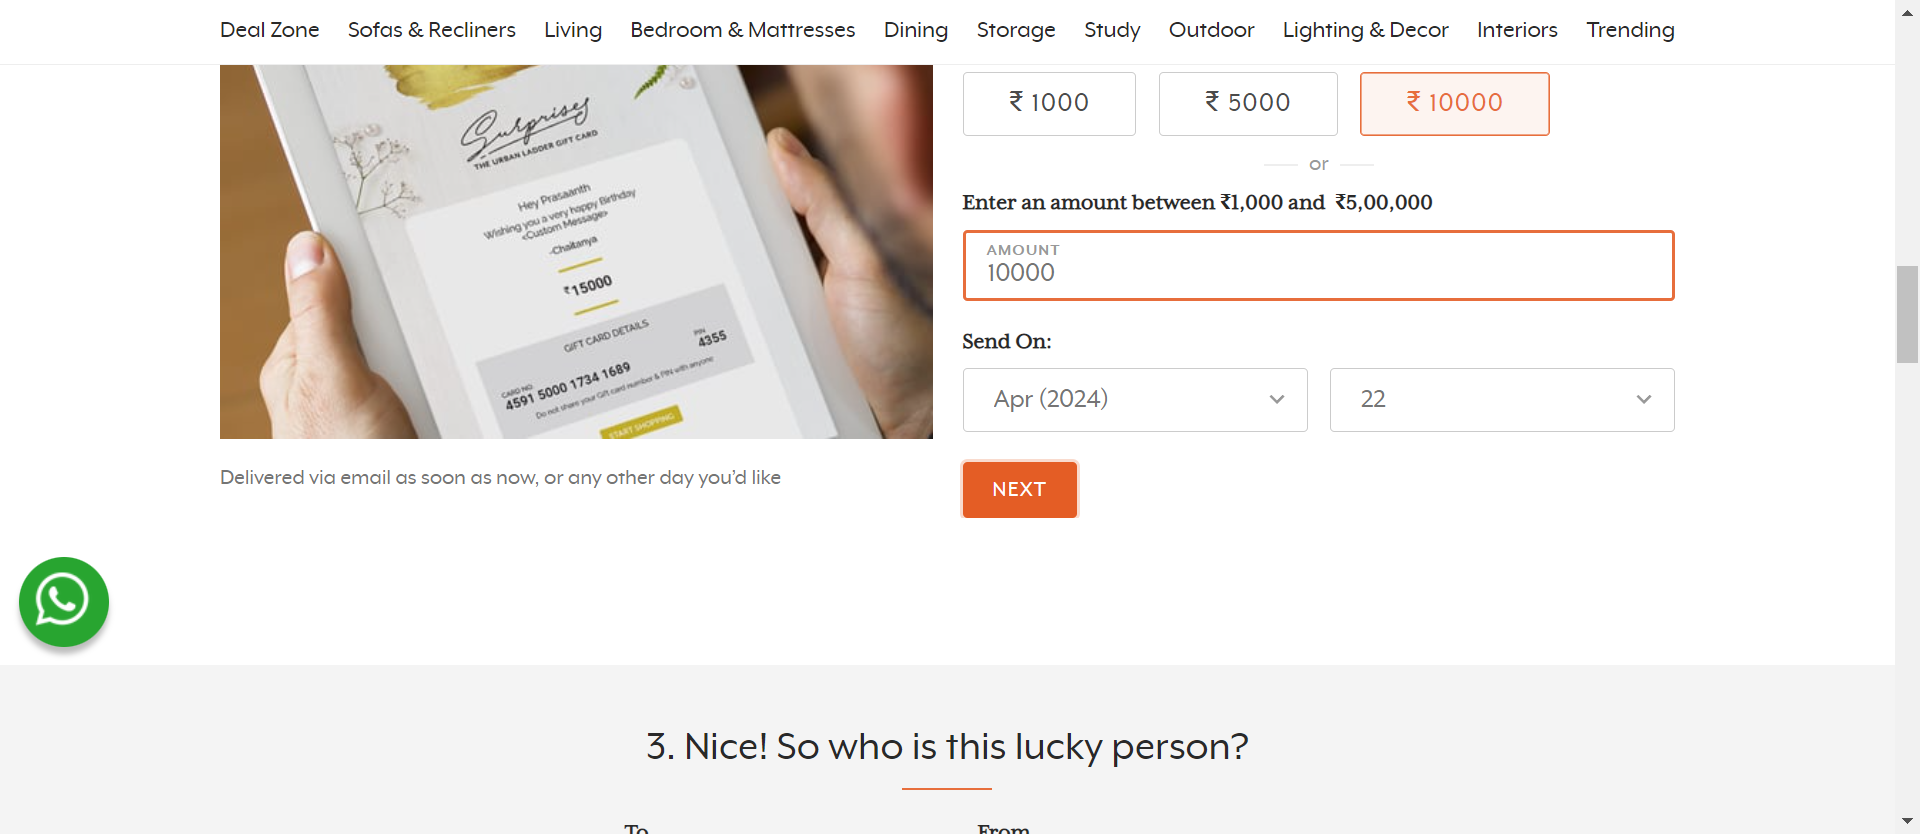 Deal Zone Sofas & Recliners Living Bedroom & Mattresses Dining Storage Study Outdoor Lighting & Decor Interiors Trending
Surprises
THE URBAN LADDER GIFT CARD
Hey Prasaanth
Wishing you a very happy Birthday
<Custom Message>
-Chaitanya
₹15000
GIFT CARD DETAILS
CARD NO. PIN
4591 5000 1734 1689 4355
Do not share your Gift card number & PIN with anyone
START SHOPPING
Delivered via email as soon as now, or any other day you’d like
₹ 1000 ₹ 5000 ₹ 10000
or
Enter an amount between ₹1,000 and ₹5,00,000
AMOUNT
10000
Send On:
Apr (2024) 22
NEXT
3. Nice! So who is this lucky person?
To From